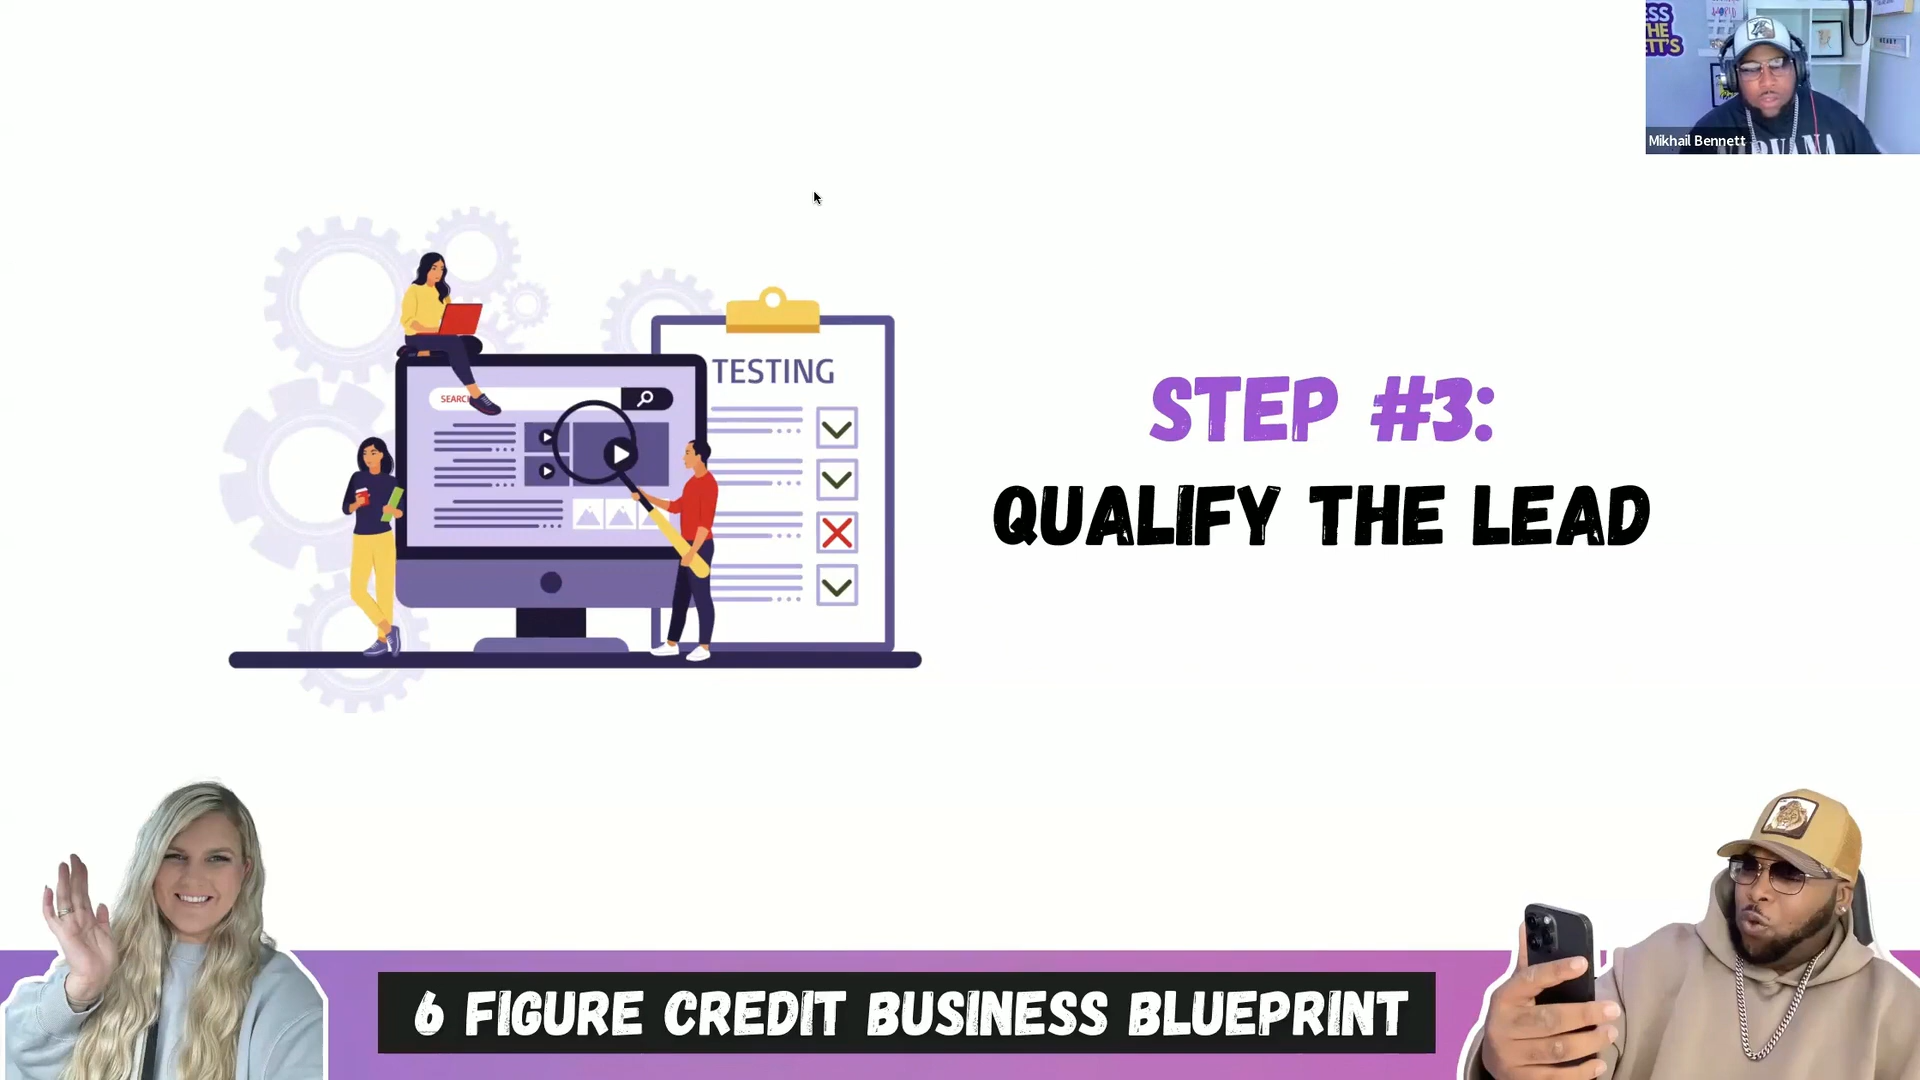 Mikhail Bennett
TESTING
STEP #3:
QUALIFY THE LEAD
6 FIGURE CREDIT BUSINESS BLUEPRINT